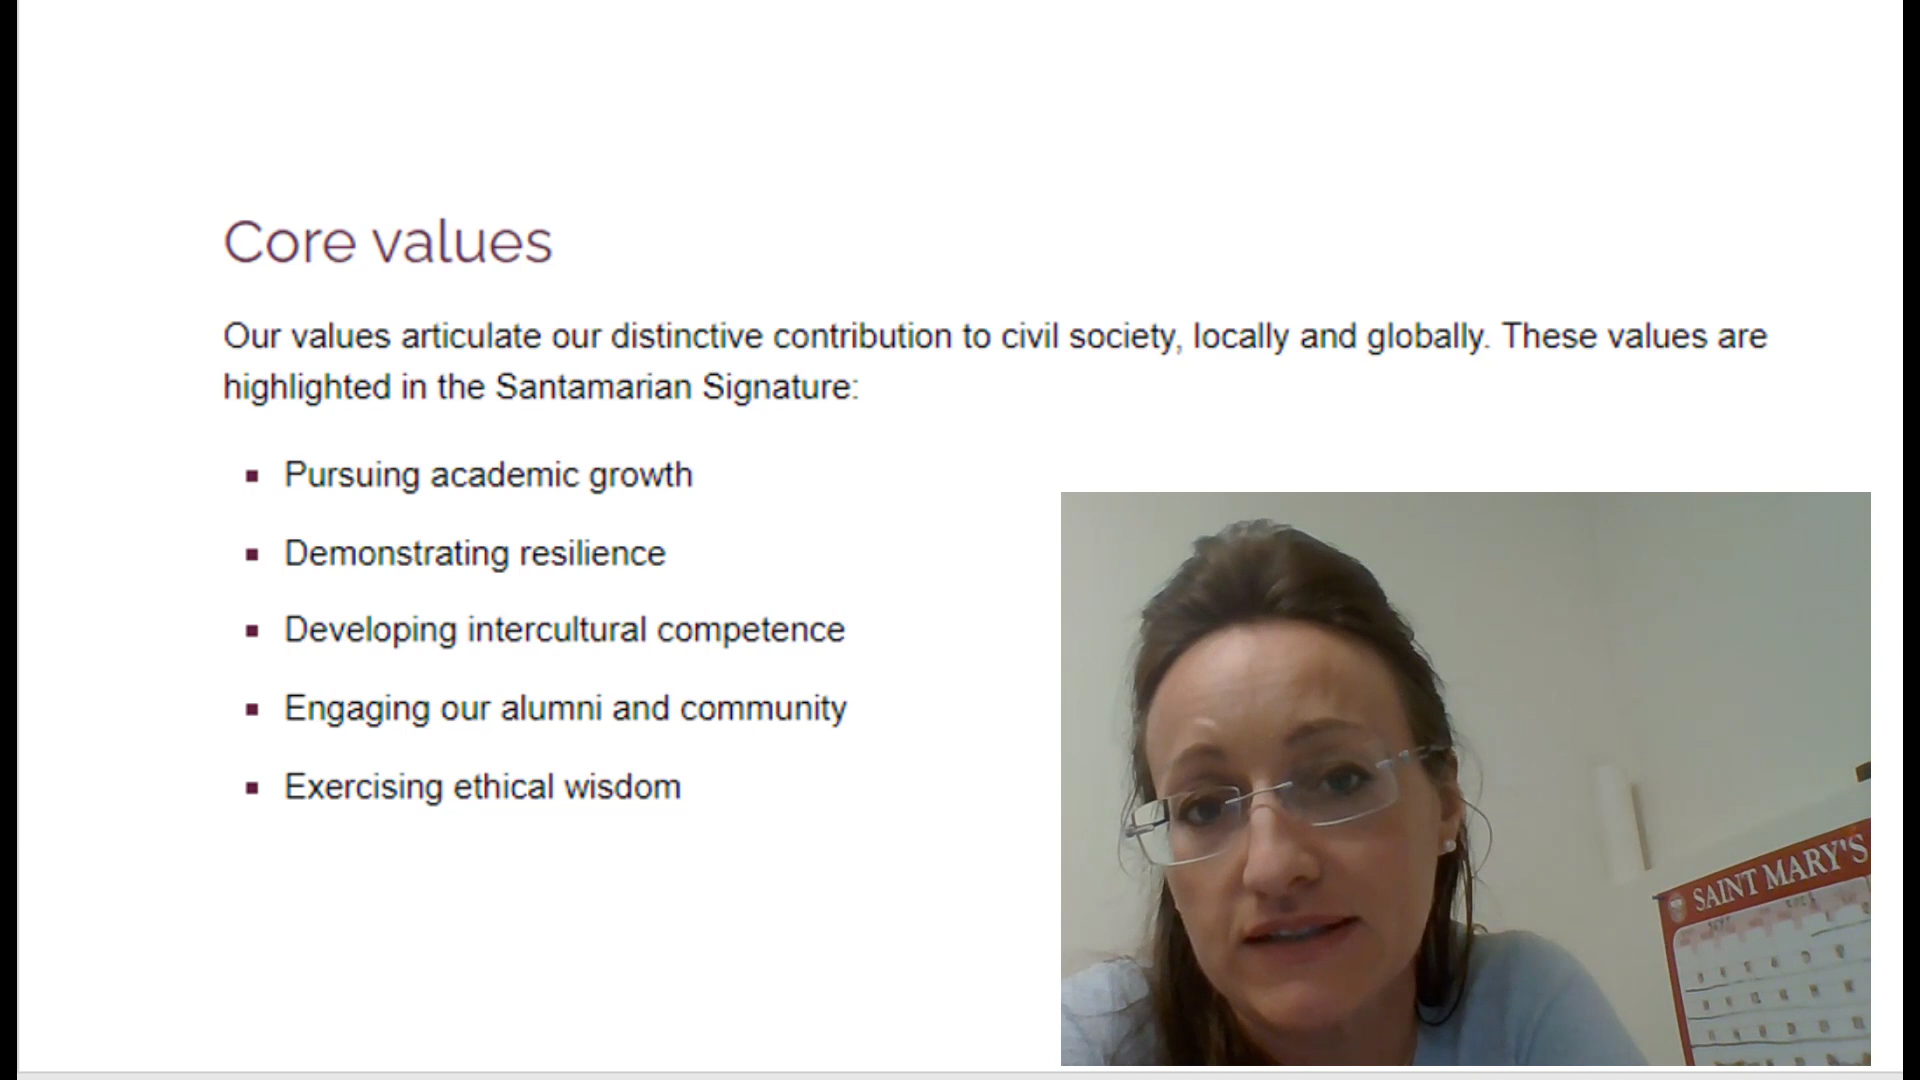 Core values
Our values articulate our distinctive contribution to civil society, locally and globally. These values are
highlighted in the Santamarian Signature:
Pursuing academic growth
Demonstrating resilience
Developing intercultural competence
Engaging our alumni and community
Exercising ethical wisdom
SAINT MARY'S